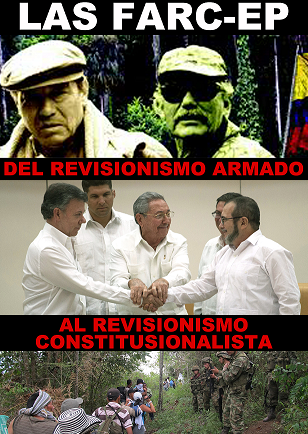 LAS FARC-EP
DEL REVISIONISMO ARMADO
AL REVISIONISMO
CONSTITUSIONALISTA